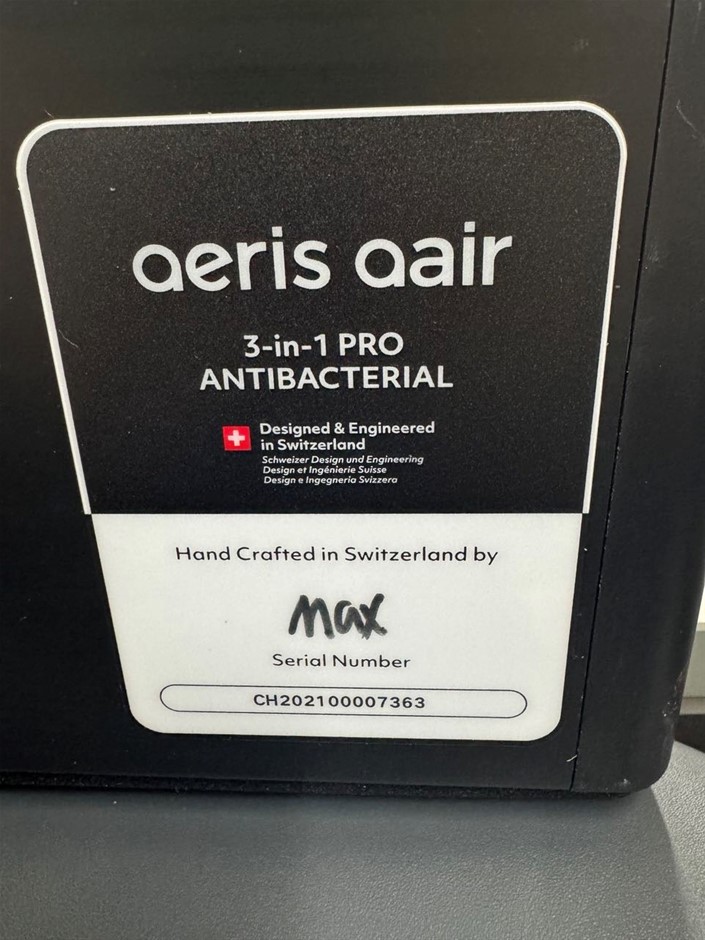 aeris aair
3-in-1 PRO
ANTIBACTERIAL
Designed & Engineered
in Switzerland
Schweizer Design und Engineering
Design et Ingénierie Suisse
Design e Ingegneria Svizzera
Hand Crafted in Switzerland by
Max
Serial Number
CH202100007363